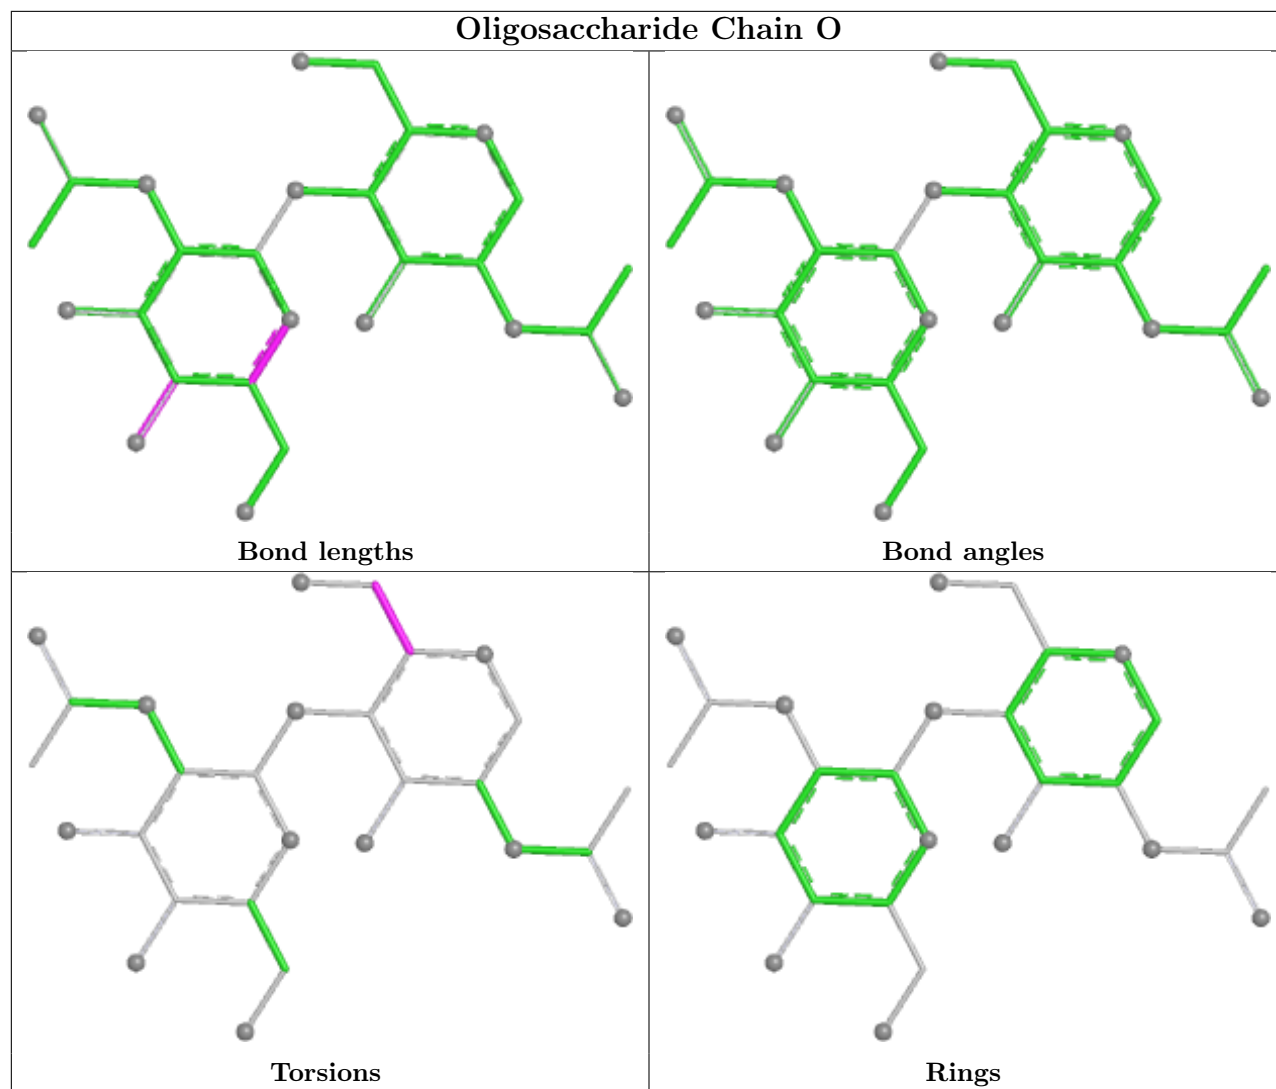 Oligosaccharide Chain O
Bond lengths
Bond angles
Torsions
Rings